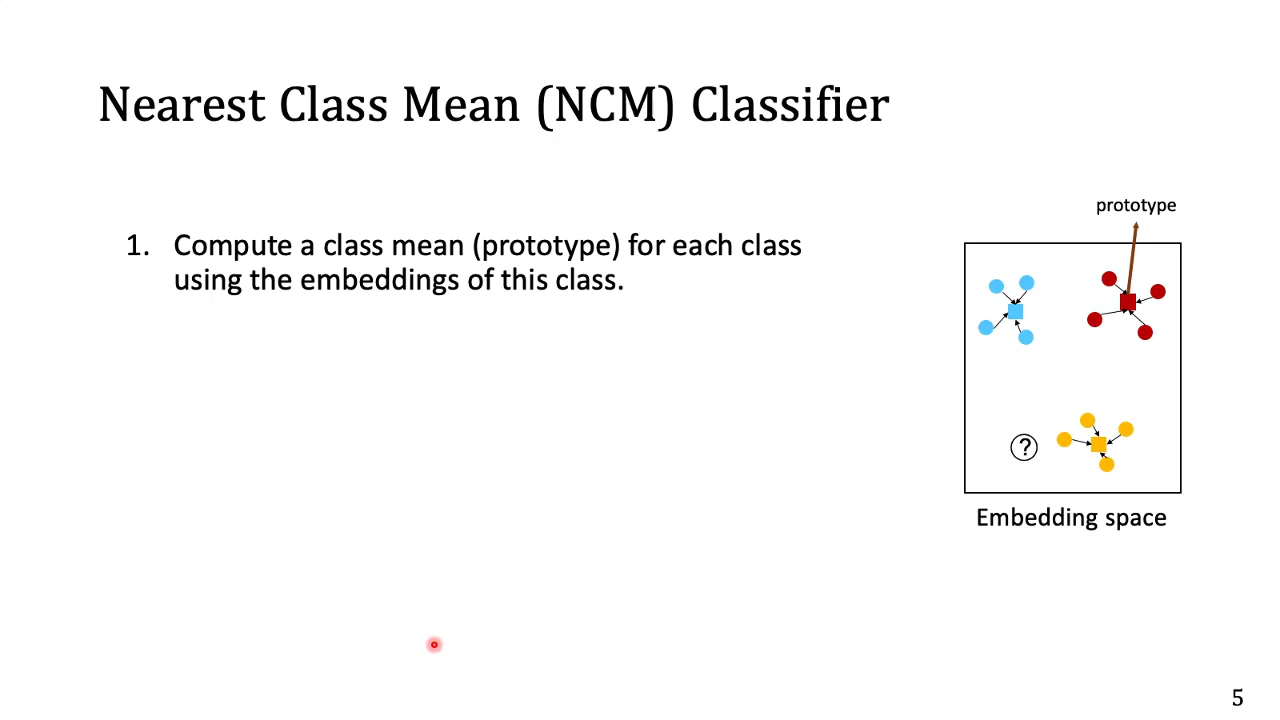 Nearest Class Mean (NCM) Classifier
prototype
1. Compute a class mean (prototype) for each class
using the embeddings of this class.
?
Embedding space
5